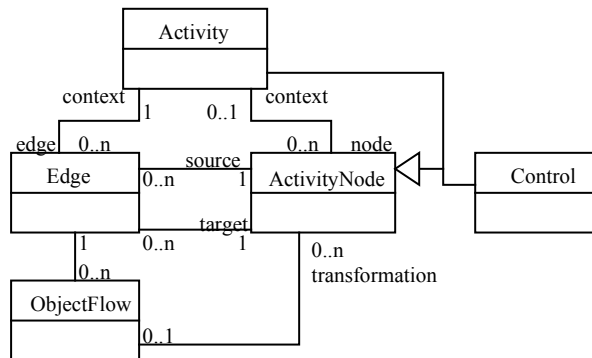 Activity
context
context
1
0..1
edge
0..n
0..n
node
Edge
source
ActivityNode
Control
0..n
1
target
1
0..n
1
0..n
0..n
transformation
ObjectFlow
0..1